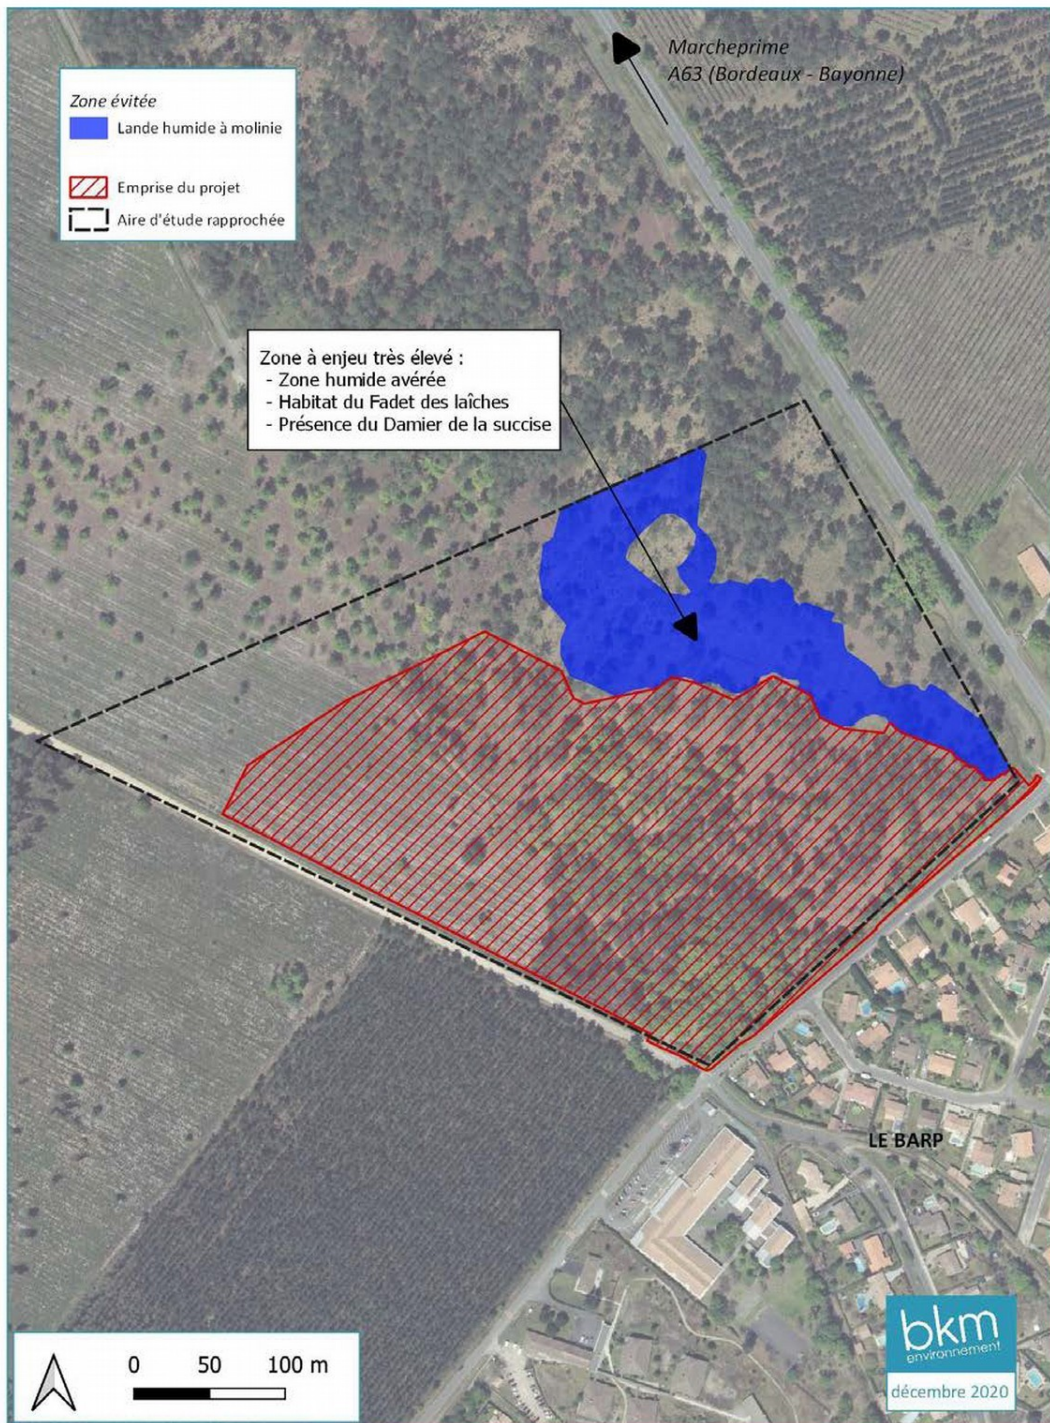 Marcheprime
A63 (Bordeaux - Bayonne)
Zone évitée
Lande humide à molinie
Emprise du projet
Aire d'étude rapprochée
Zone à enjeu très élevé :
- Zone humide avérée
- Habitat du Fadet des laîches
- Présence du Damier de la succise
LE BARP
0 50 100 m
bkm
environnement
décembre 2020